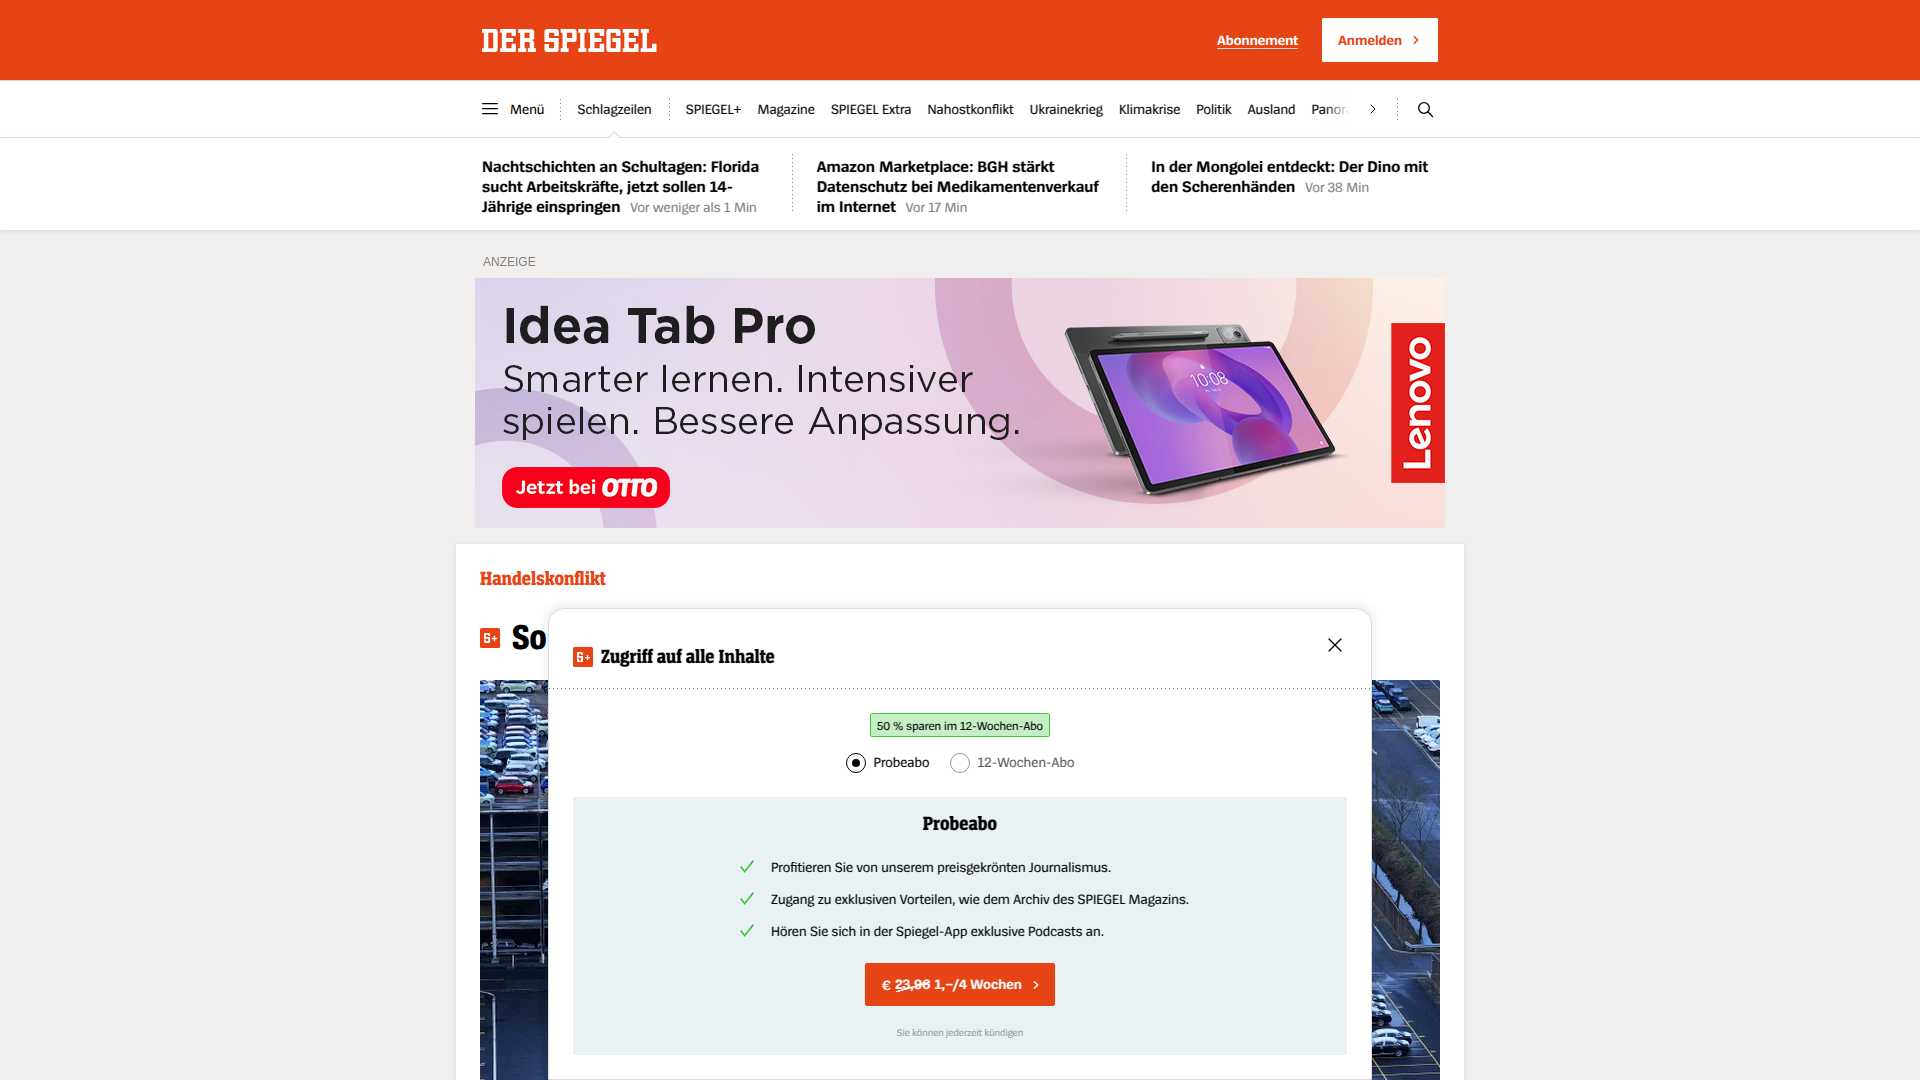 DER SPIEGEL
Abonnement
Anmelden
Menü
Schlagzeilen
SPIEGEL+
Magazine
SPIEGEL Extra
Nahostkonflikt
Ukrainekrieg
Klimakrise
Politik
Ausland
Nachtschichten an Schultagen: Florida
sucht Arbeitskräfte, jetzt sollen 14-
Jährige einspringen Vor weniger als 1 Min
Amazon Marketplace: BGH stärkt
Datenschutz bei Medikamentenverkauf
im Internet Vor 17 Min
In der Mongolei entdeckt: Der Dino mit
den Scherenhänden Vor 38 Min
ANZEIGE
Idea Tab Pro
Smarter lernen. Intensiver
spielen. Bessere Anpassung.
Jetzt bei OTTO
10:08
Lenovo
Handelskonflikt
So
Zugriff auf alle Inhalte
50 % sparen im 12-Wochen-Abo
Probeabo
12-Wochen-Abo
Probeabo
Profitieren Sie von unserem preisgekrönten Journalismus.
Zugang zu exklusiven Vorteilen, wie dem Archiv des SPIEGEL Magazins.
Hören Sie sich in der Spiegel-App exklusive Podcasts an.
€ 23,96 1,–/4 Wochen
Sie können jederzeit kündigen